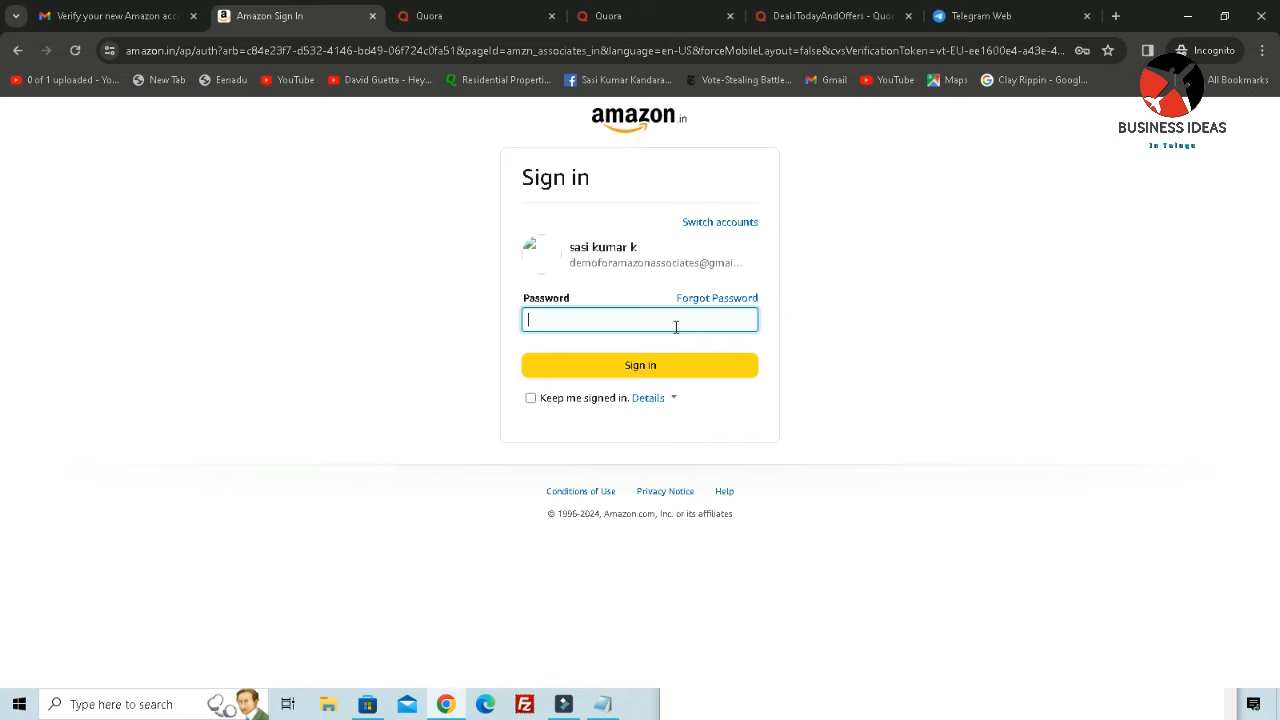 Verify your new Amazon acc
Amazon Sign In
Quora
Quora
DealsTodayAndOffers - Quor
Telegram Web
amazon.in/ap/auth?arb=c84e23f7-d532-4146-bd49-06f724c0fa51&pageId=amzn_associates_in&language=en-US&forceMobileLayout=false&cvsVerificationToken=vt-EU-ee1600e4-a43e-4...
Incognito
0 of 1 uploaded - Yo...
New Tab
Eenadu
YouTube
David Guetta - Hey...
Residential Properti...
Sasi Kumar Kandara...
Vote-Stealing Battle...
Gmail
YouTube
Maps
Clay Rippin - Googl...
All Bookmarks
amazon.in
BUSINESS IDEAS
In Telugu
Sign in
Switch accounts
sasi kumar k
demoforamazonassociates@gmai...
Password Forgot Password
Sign in
Keep me signed in. Details
Conditions of Use Privacy Notice Help
© 1996-2024, Amazon.com, Inc. or its affiliates
Type here to search